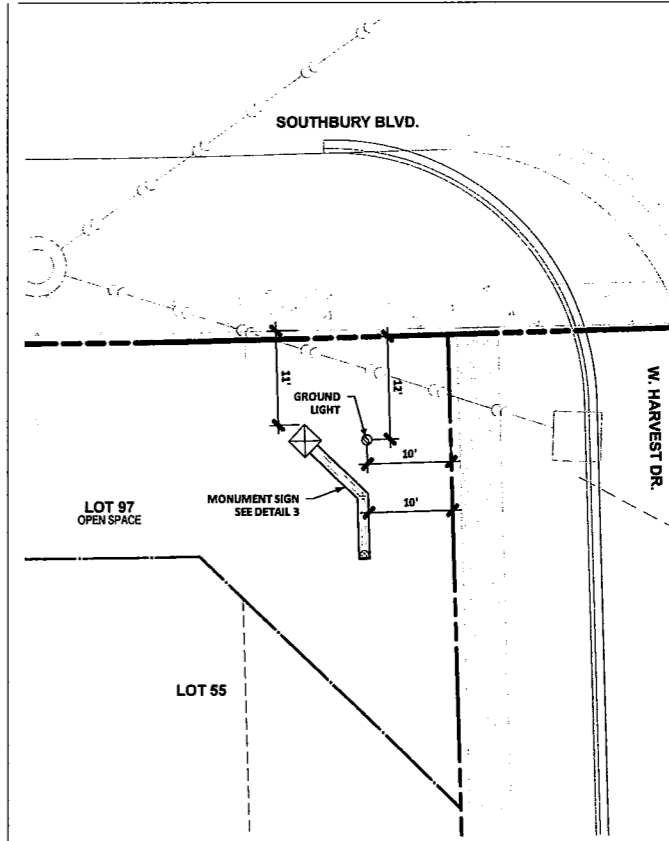 SOUTHBURY BLVD.
11'
12'
GROUND
LIGHT
W. HARVEST DR.
10'
MONUMENT SIGN
SEE DETAIL 3
10'
LOT 97
OPEN SPACE
LOT 55